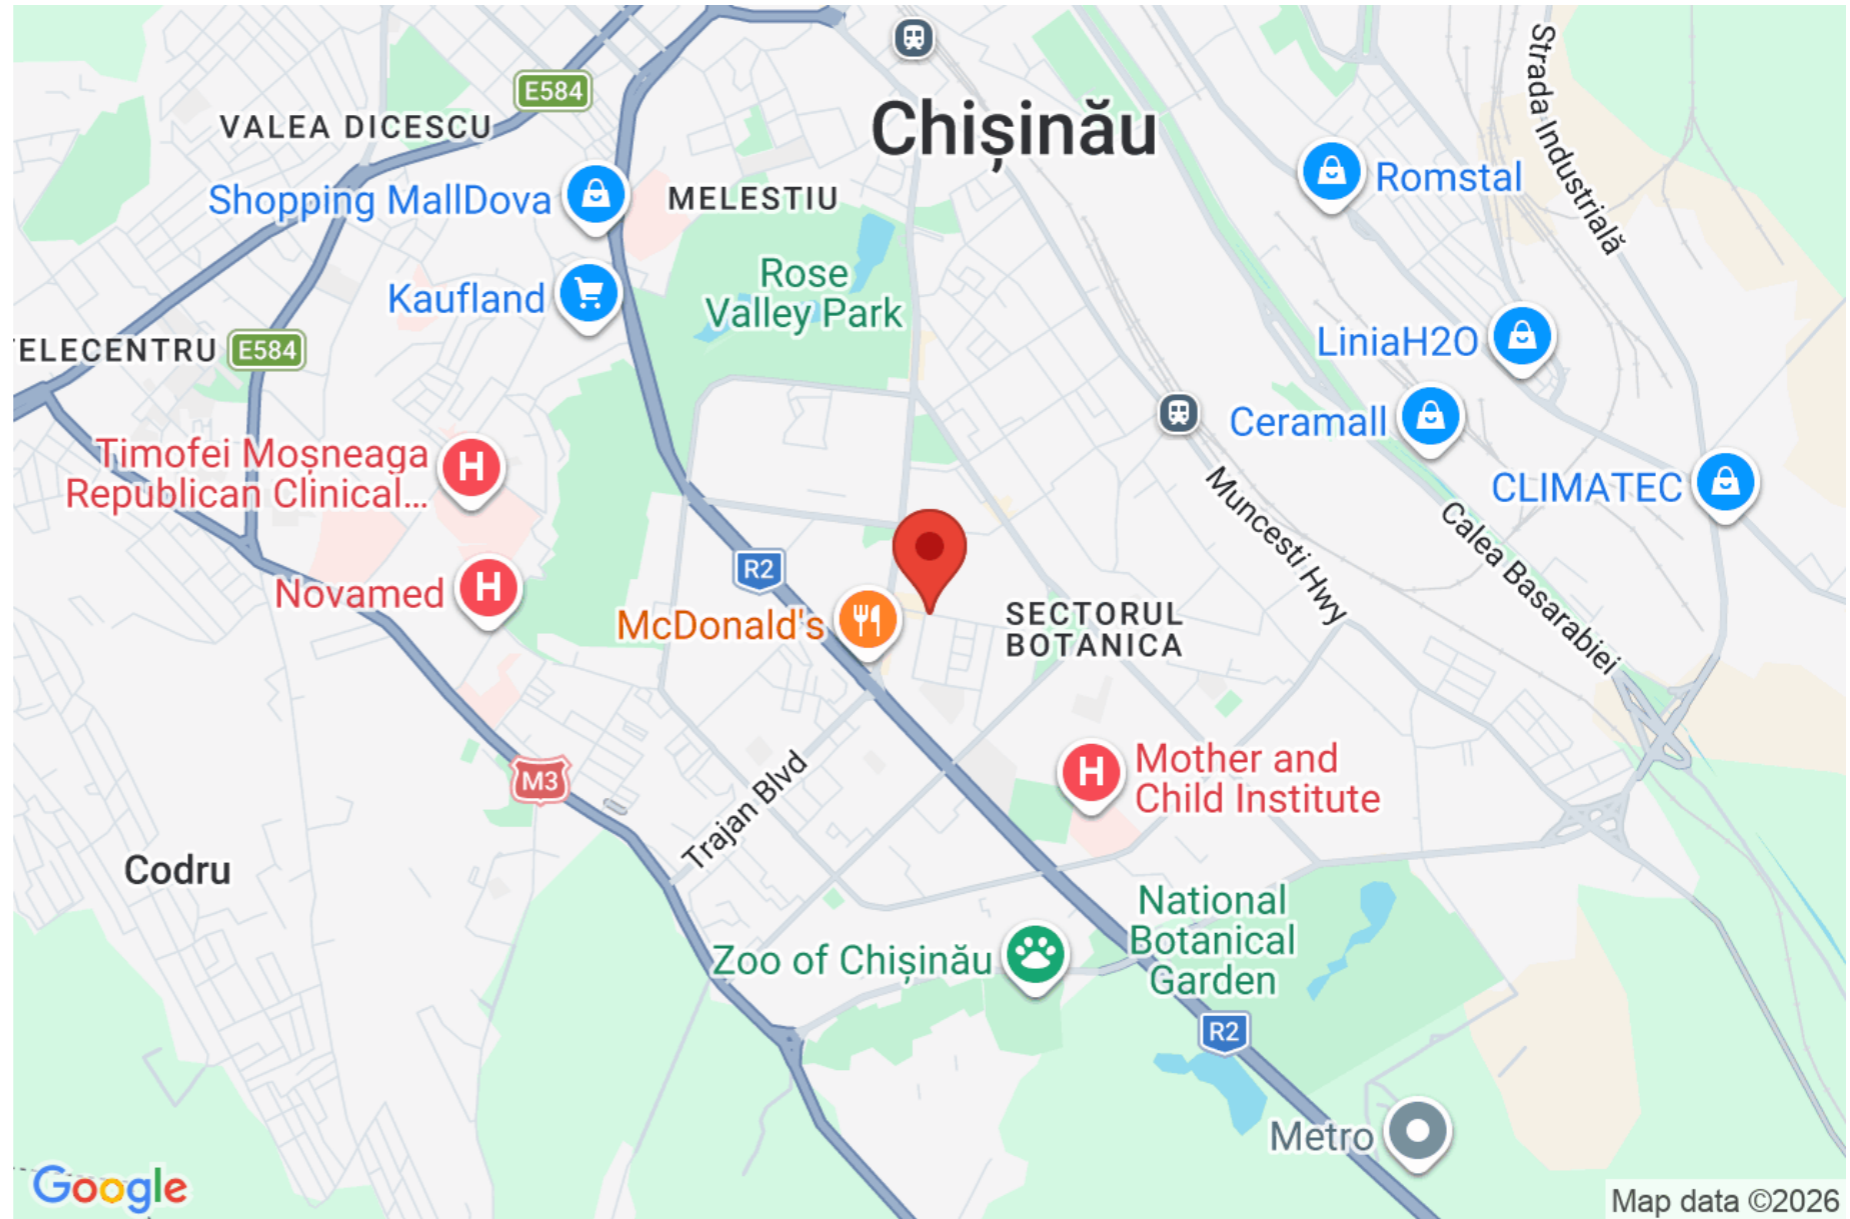 E584
VALEA DICESCU
Chișinău
Shopping MallDova
MELESTIU
Romstal
Strada Industrială
Rose
Valley Park
Kaufland
ELECENTRU
E584
LiniaH2O
Ceramall
Timofei Moșneaga
Republican Clinical...
H
CLIMATEC
Muncesti Hwy
Calea Basarabiei
R2
Novamed
H
McDonald's
SECTORUL
BOTANICA
M3
Trajan Blvd
H
Mother and
Child Institute
Codru
National
Botanical
Garden
Zoo of Chișinău
R2
Metro
Google
Map data ©2026